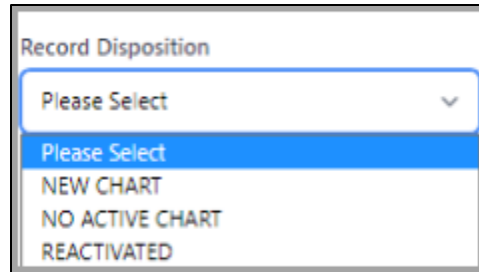 Record Disposition
Please Select
Please Select
NEW CHART
NO ACTIVE CHART
REACTIVATED